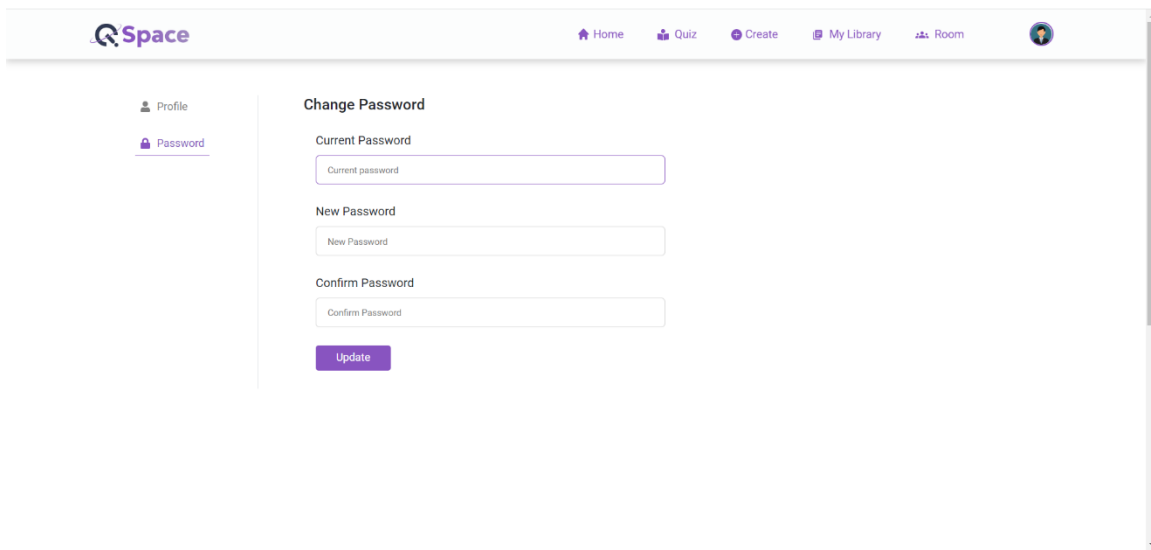 QSpace
Home Quiz Create My Library Room
Profile
Password
Change Password
Current Password
Current password
New Password
New Password
Confirm Password
Confirm Password
Update